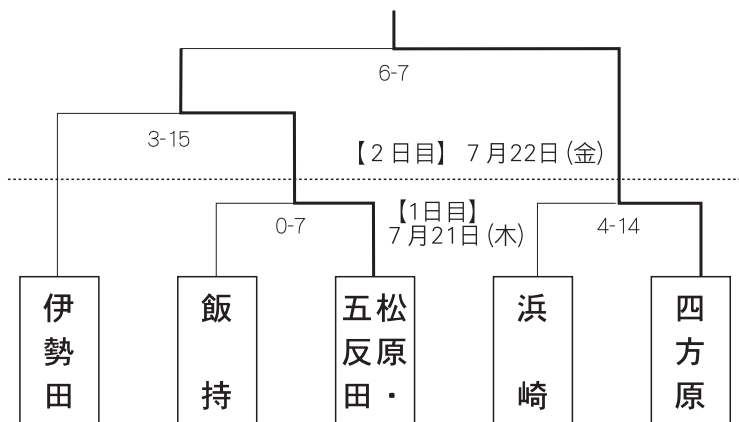 6-7
3-15
【2日目】 7月22日(金)
0-7
【1日目】
7月21日(木)
4-14
伊勢田
飯持
松原・
五反田
浜崎
四方原